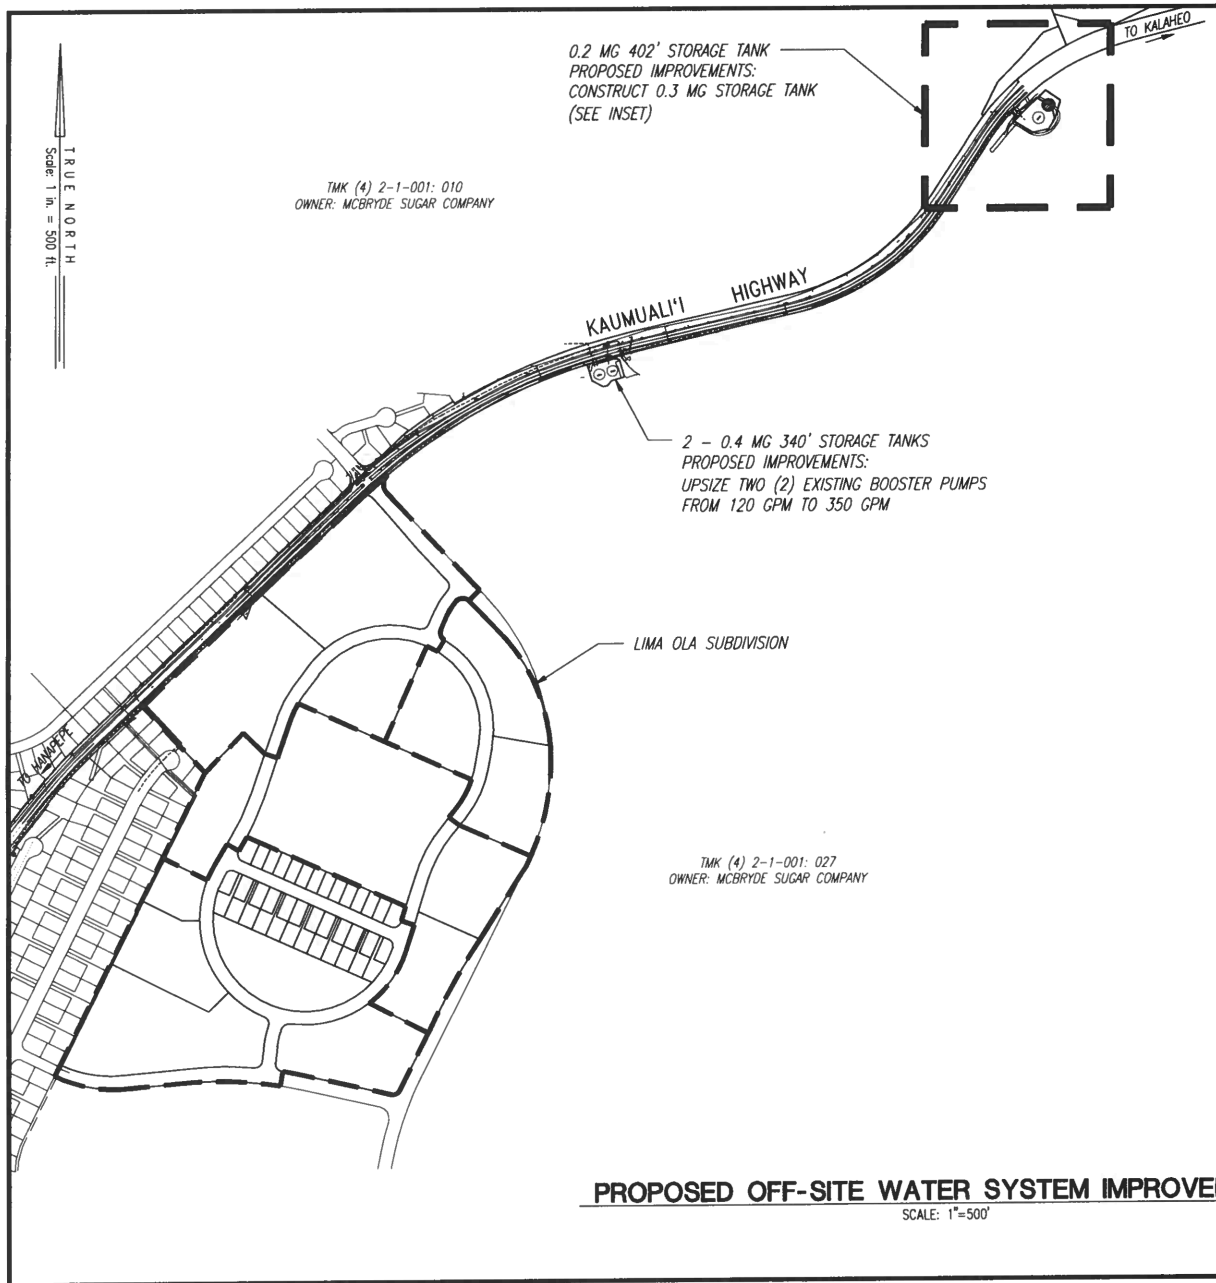 0.2 MG 402' STORAGE TANK
PROPOSED IMPROVEMENTS:
CONSTRUCT 0.3 MG STORAGE TANK
(SEE INSET)
TO KALAHEO
TRUE NORTH
Scale: 1 in. = 500 ft.
TMK (4) 2-1-001: 010
OWNER: MCBRYDE SUGAR COMPANY
KAUMUALI'I HIGHWAY
2 - 0.4 MG 340' STORAGE TANKS
PROPOSED IMPROVEMENTS:
UPSIZE TWO (2) EXISTING BOOSTER PUMPS
FROM 120 GPM TO 350 GPM
LIMA OLA SUBDIVISION
TO HANAPEPE
TMK (4) 2-1-001: 027
OWNER: MCBRYDE SUGAR COMPANY
PROPOSED OFF-SITE WATER SYSTEM IMPROVE
SCALE: 1"=500'